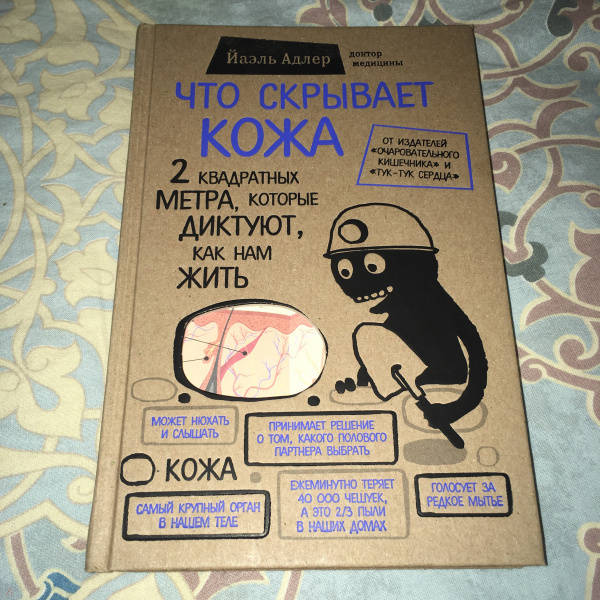 Йаэль Адлер
доктор
медицины
ЧТО СКРЫВАЕТ
КОЖА
ОТ ИЗДАТЕЛЕЙ
«ОЧАРОВАТЕЛЬНОГО
КИШЕЧНИКА» И
«ТУК-ТУК СЕРДЦА»
2 КВАДРАТНЫХ
МЕТРА, КОТОРЫЕ
ДИКТУЮТ,
КАК НАМ
ЖИТЬ
МОЖЕТ НЮХАТЬ
И СЛЫШАТЬ
ПРИНИМАЕТ РЕШЕНИЕ
О ТОМ, КАКОГО ПОЛОВОГО
ПАРТНЕРА ВЫБРАТЬ
КОЖА
САМЫЙ КРУПНЫЙ ОРГАН
В НАШЕМ ТЕЛЕ
ЕЖЕМИНУТНО ТЕРЯЕТ
40 000 ЧЕШУЕК,
А ЭТО 2/3 ПЫЛИ
В НАШИХ ДОМАХ
ГОЛОСУЕТ ЗА
РЕДКОЕ МЫТЬЕ